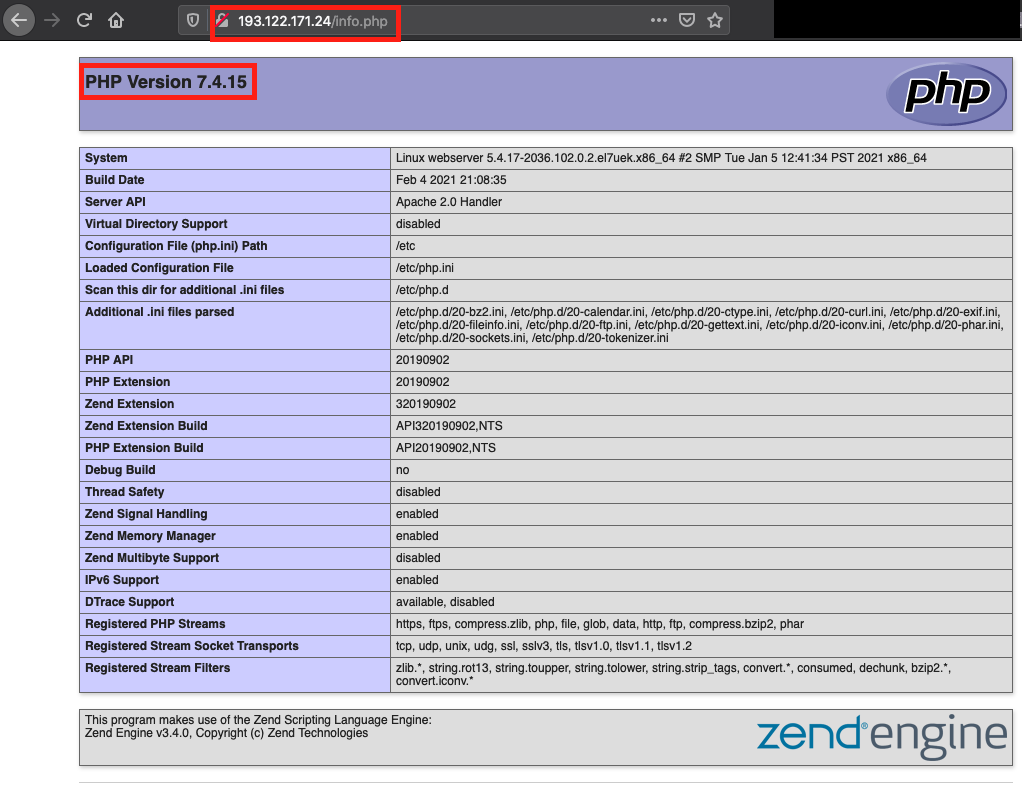 193.122.171.24/info.php
PHP Version 7.4.15
php
System Linux webserver 5.4.17-2036.102.0.2.el7uek.x86_64 #2 SMP Tue Jan 5 12:41:34 PST 2021 x86_64
Build Date Feb 4 2021 21:08:35
Server API Apache 2.0 Handler
Virtual Directory Support disabled
Configuration File (php.ini) Path /etc
Loaded Configuration File /etc/php.ini
Scan this dir for additional .ini files /etc/php.d
Additional .ini files parsed /etc/php.d/20-bz2.ini, /etc/php.d/20-calendar.ini, /etc/php.d/20-ctype.ini, /etc/php.d/20-curl.ini, /etc/php.d/20-exif.ini,
/etc/php.d/20-fileinfo.ini, /etc/php.d/20-ftp.ini, /etc/php.d/20-gettext.ini, /etc/php.d/20-iconv.ini, /etc/php.d/20-phar.ini,
/etc/php.d/20-sockets.ini, /etc/php.d/20-tokenizer.ini
PHP API 20190902
PHP Extension 20190902
Zend Extension 320190902
Zend Extension Build API320190902,NTS
PHP Extension Build API20190902,NTS
Debug Build no
Thread Safety disabled
Zend Signal Handling enabled
Zend Memory Manager enabled
Zend Multibyte Support disabled
IPv6 Support enabled
DTrace Support available, disabled
Registered PHP Streams https, ftps, compress.zlib, php, file, glob, data, http, ftp, compress.bzip2, phar
Registered Stream Socket Transports tcp, udp, unix, udg, ssl, sslv3, tls, tlsv1.0, tlsv1.1, tlsv1.2
Registered Stream Filters zlib.*, string.rot13, string.toupper, string.tolower, string.strip_tags, convert.*, consumed, dechunk, bzip2.*,
convert.iconv.*
This program makes use of the Zend Scripting Language Engine:
Zend Engine v3.4.0, Copyright (c) Zend Technologies
zend® engine